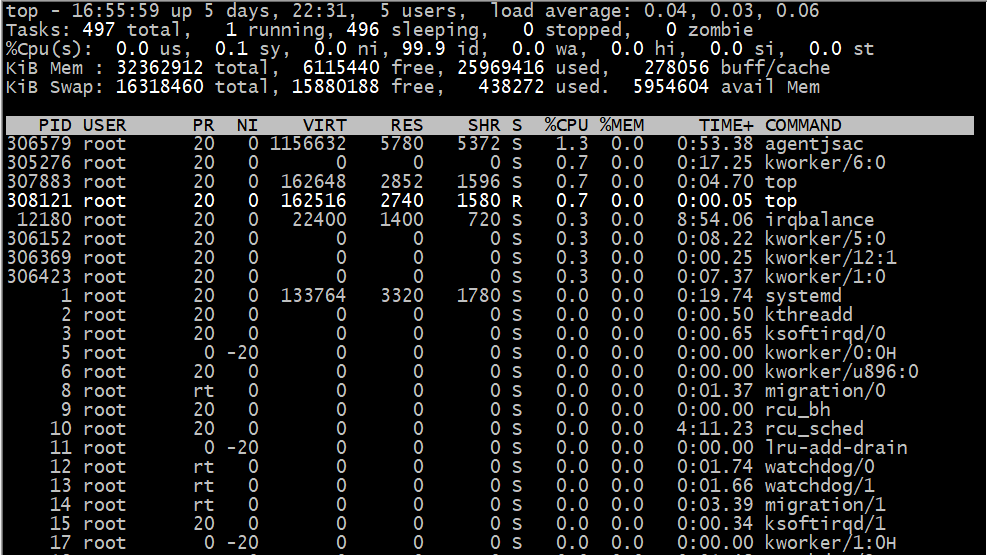 top - 16:55:59 up 5 days, 22:31, 5 users, load average: 0.04, 0.03, 0.06
Tasks: 497 total, 1 running, 496 sleeping, 0 stopped, 0 zombie
%Cpu(s): 0.0 us, 0.1 sy, 0.0 ni, 99.9 id, 0.0 wa, 0.0 hi, 0.0 si, 0.0 st
KiB Mem : 32362912 total, 6115440 free, 25969416 used, 278056 buff/cache
KiB Swap: 16318460 total, 15880188 free, 438272 used. 5954604 avail Mem
PID USER PR NI VIRT RES SHR S %CPU %MEM TIME+ COMMAND
306579 root 20 0 1156632 5780 5372 S 1.3 0.0 0:53.38 agentjsac
305276 root 20 0 0 0 0 S 0.7 0.0 0:17.25 kworker/6:0
307883 root 20 0 162648 2852 1596 S 0.7 0.0 0:04.70 top
308121 root 20 0 162516 2740 1580 R 0.7 0.0 0:00.05 top
12180 root 20 0 22400 1400 720 S 0.3 0.0 8:54.06 irqbalance
306152 root 20 0 0 0 0 S 0.3 0.0 0:08.22 kworker/5:0
306369 root 20 0 0 0 0 S 0.3 0.0 0:00.25 kworker/12:1
306423 root 20 0 0 0 0 S 0.3 0.0 0:07.37 kworker/1:0
1 root 20 0 133764 3320 1780 S 0.0 0.0 0:19.74 systemd
2 root 20 0 0 0 0 S 0.0 0.0 0:00.50 kthreadd
3 root 20 0 0 0 0 S 0.0 0.0 0:00.65 ksoftirqd/0
5 root 0 -20 0 0 0 S 0.0 0.0 0:00.00 kworker/0:0H
6 root 20 0 0 0 0 S 0.0 0.0 0:00.00 kworker/u896:0
8 root rt 0 0 0 0 S 0.0 0.0 0:01.37 migration/0
9 root 20 0 0 0 0 S 0.0 0.0 0:00.00 rcu_bh
10 root 20 0 0 0 0 S 0.0 0.0 4:11.23 rcu_sched
11 root 0 -20 0 0 0 S 0.0 0.0 0:00.00 lru-add-drain
12 root rt 0 0 0 0 S 0.0 0.0 0:01.74 watchdog/0
13 root rt 0 0 0 0 S 0.0 0.0 0:01.66 watchdog/1
14 root rt 0 0 0 0 S 0.0 0.0 0:03.39 migration/1
15 root 20 0 0 0 0 S 0.0 0.0 0:00.34 ksoftirqd/1
17 root 0 -20 0 0 0 S 0.0 0.0 0:00.00 kworker/1:0H